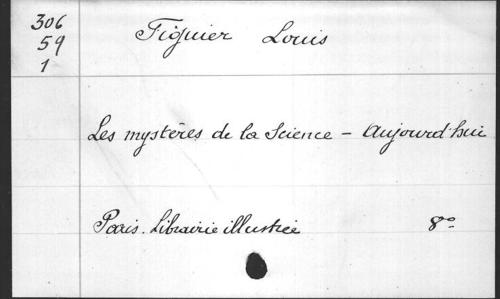 306
59
1
Figuier Louis
Les mystères de la Science - Aujourd'hui
Paris. Librairie illustrée 8°